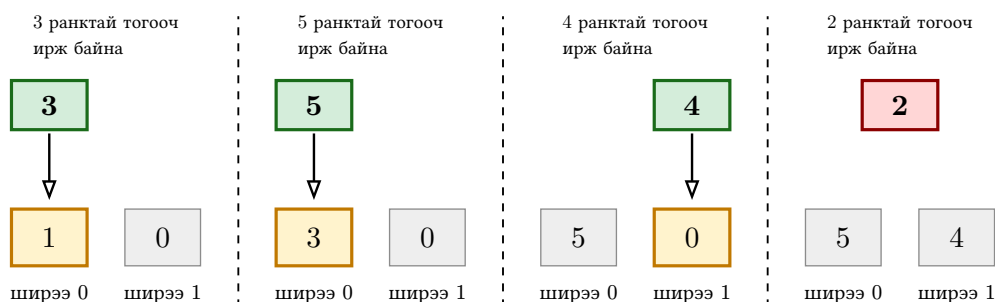 3 ранктай тогооч
ирж байна
3
1
0
ширээ 0
ширээ 1
5 ранктай тогооч
ирж байна
5
3
0
ширээ 0
ширээ 1
4 ранктай тогооч
ирж байна
4
5
0
ширээ 0
ширээ 1
2 ранктай тогооч
ирж байна
2
5
4
ширээ 0
ширээ 1